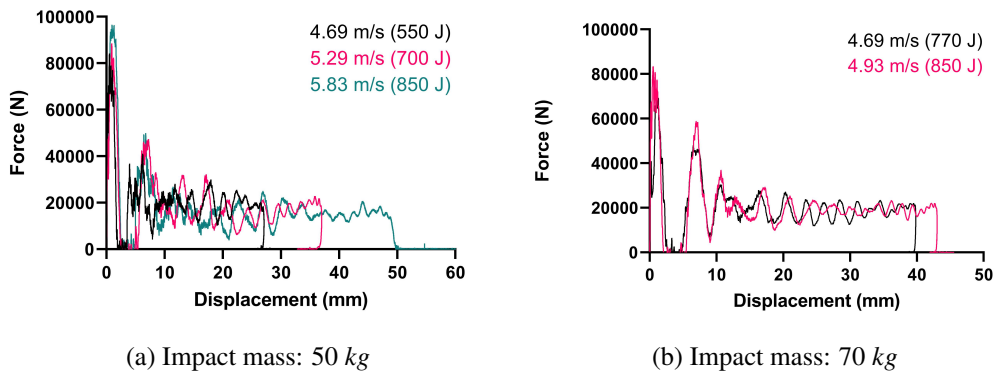 100000
80000
60000
40000
20000
0
Force (N)
4.69 m/s (550 J)
5.29 m/s (700 J)
5.83 m/s (850 J)
0 10 20 30 40 50 60
Displacement (mm)
(a) Impact mass: 50 kg
100000
80000
60000
40000
20000
0
Force (N)
4.69 m/s (770 J)
4.93 m/s (850 J)
0 10 20 30 40 50
Displacement (mm)
(b) Impact mass: 70 kg